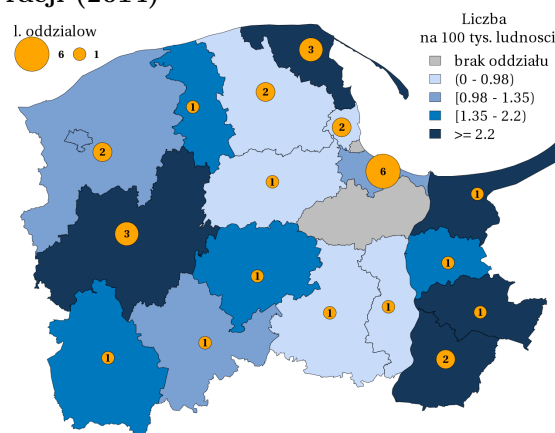 (2014)
l. oddzialow
6 1
Liczba
na 100 tys. ludnosci
brak oddziału
(0 - 0.98)
[0.98 - 1.35)
[1.35 - 2.2)
>= 2.2
3
2
1
2
2
6
1
1
3
1
1
1
1
1
1
2
1